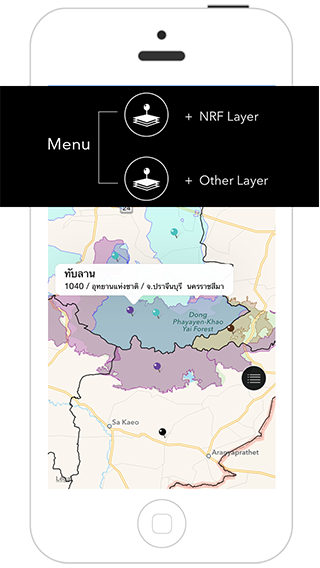 + NRF Layer
Menu
+ Other Layer
24
ทับลาน
1040 / อุทยานแห่งชาติ / จ.ปราจีนบุรี นครราชสีมา
Dong
Phayayen-Khao
Yai Forest
Sa Kaeo
Aranyaprathet
Legal